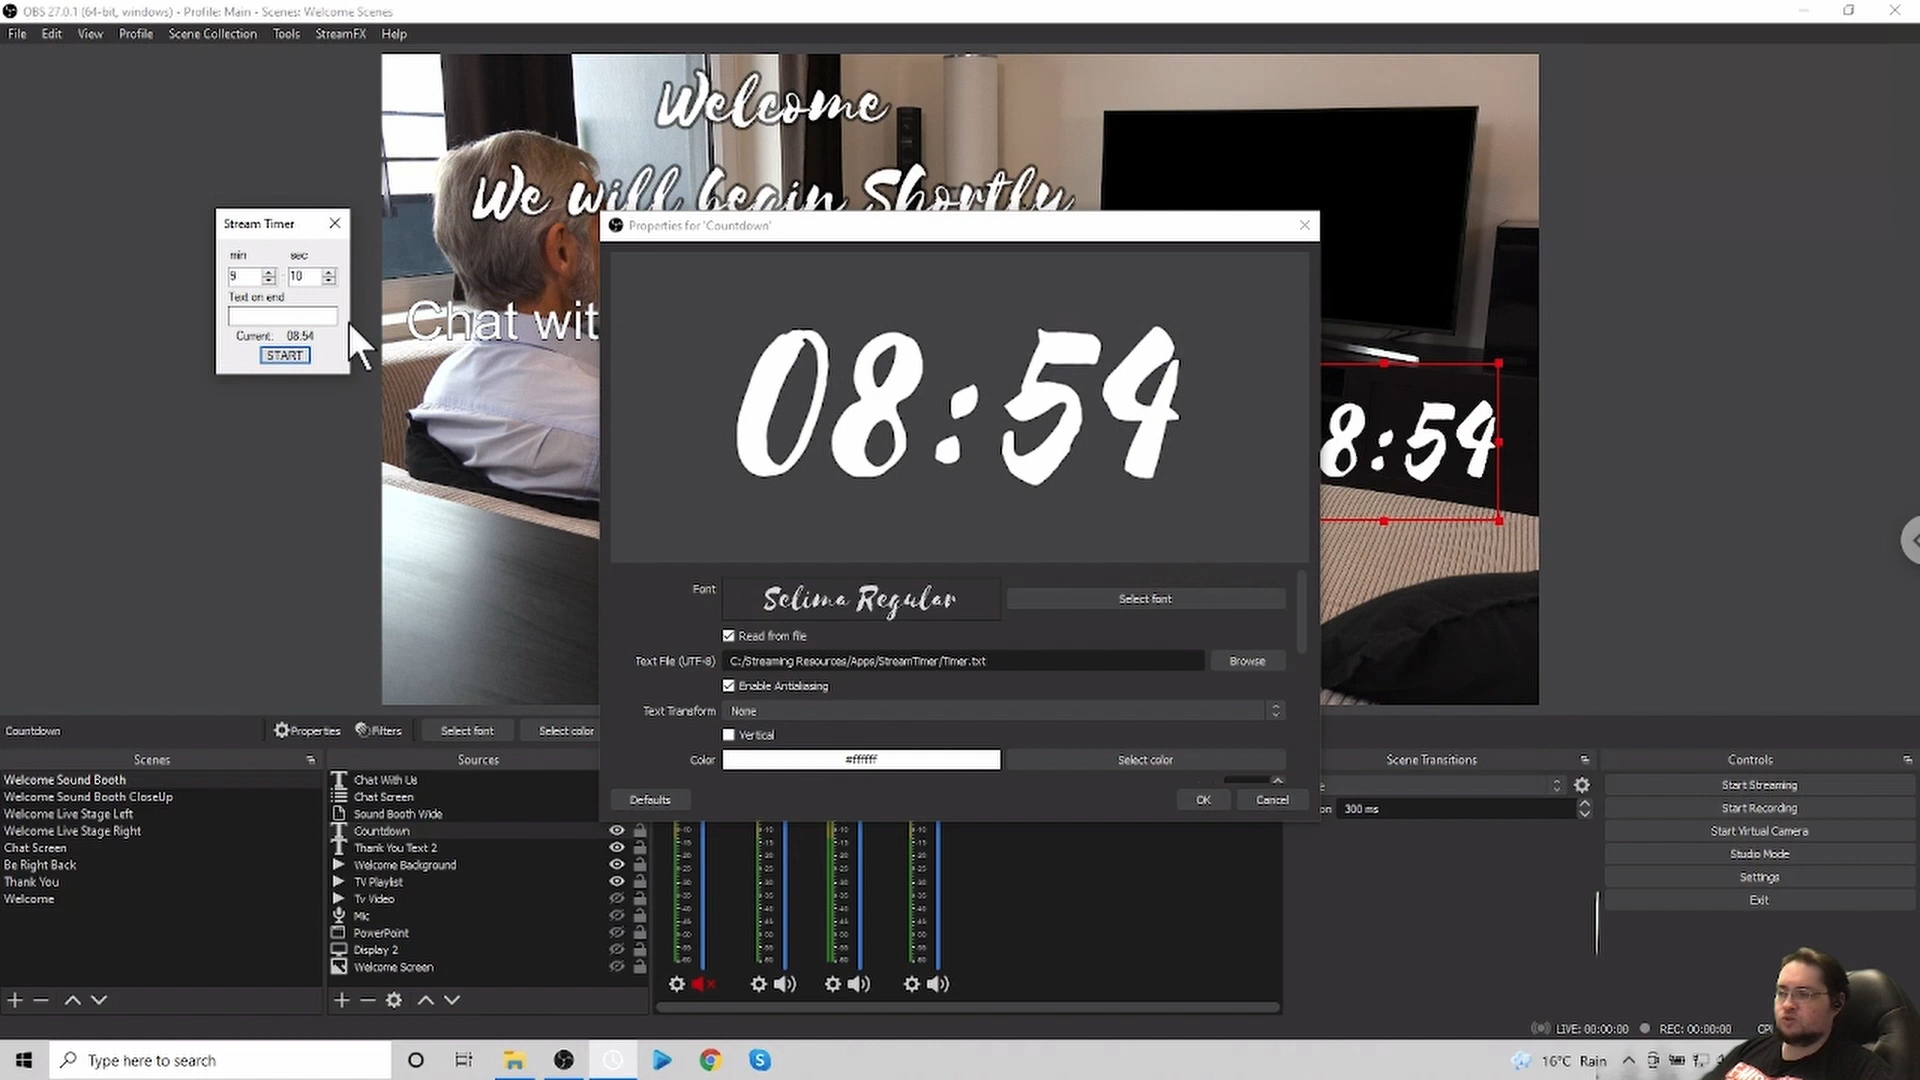 OBS 27.0.1 (64-bit, windows) - Profile: Main - Scenes: Welcome Scenes
File Edit View Profile Scene Collection Tools StreamFX Help
Welcome
We will begin Shortly
Stream Timer
min sec
9 : 10
Text on end
Current: 08:54
START
Chat wit
Properties for 'Countdown'
08:54
8:54
Font Selima Regular Select font
Read from file
Text File (UTF-8) C:/Streaming Resources/Apps/StreamTimer/Timer.txt Browse
Enable Antialiasing
Text Transform None
Vertical
Color #ffffff Select color
Defaults OK Cancel
Countdown Properties Filters Select font Select color
Scenes
Welcome Sound Booth
Welcome Sound Booth CloseUp
Welcome Live Stage Left
Welcome Live Stage Right
Chat Screen
Be Right Back
Thank You
Welcome
Sources
Chat With Us
Chat Screen
Sound Booth Wide
Countdown
Thank You Text 2
Welcome Background
TV Playlist
Tv Video
Mic
PowerPoint
Display 2
Welcome Screen
Scene Transitions
300 ms
Controls
Start Streaming
Start Recording
Start Virtual Camera
Studio Mode
Settings
Exit
LIVE: 00:00:00 REC: 00:00:00
Type here to search
16°C Rain